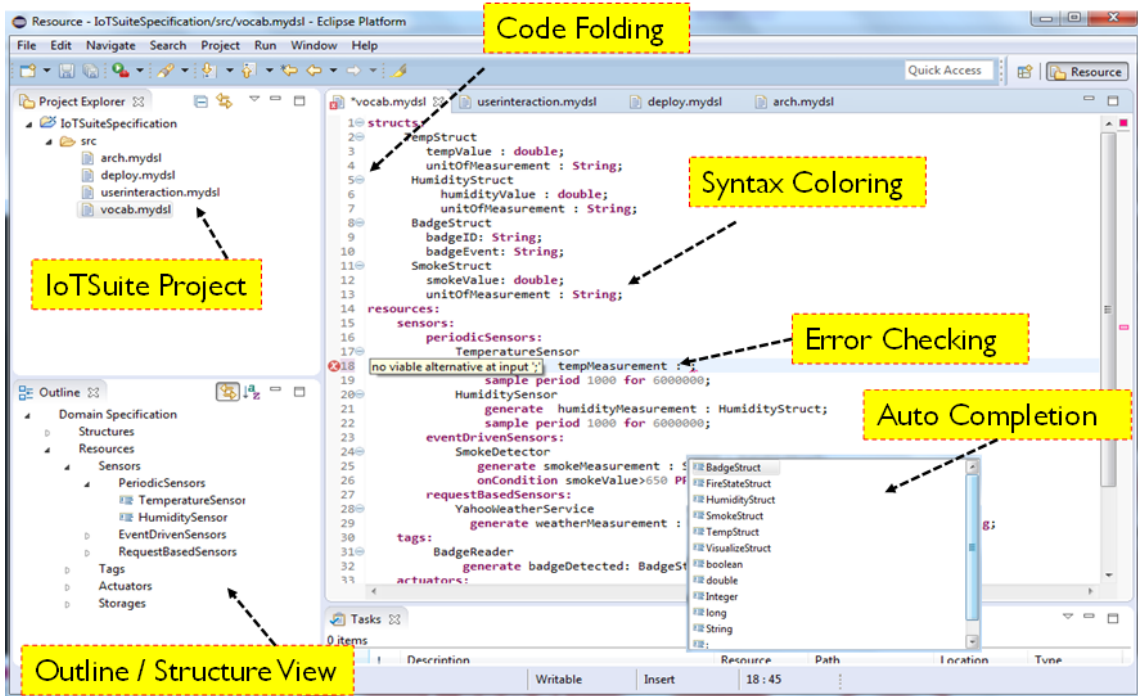 Resource - IoTSuiteSpecification/src/vocab.mydsl - Eclipse Platform
File Edit Navigate Search Project Run Window Help
Code Folding
Quick Access
Resource
Project Explorer
IoTSuiteSpecification
src
arch.mydsl
deploy.mydsl
userinteraction.mydsl
vocab.mydsl
IoTSuite Project
*vocab.mydsl userinteraction.mydsl deploy.mydsl arch.mydsl
1 structs:
2 TempStruct
3 tempValue : double;
4 unitOfMeasurement : String;
5 HumidityStruct
6 humidityValue : double;
7 unitOfMeasurement : String;
8 BadgeStruct
9 badgeID: String;
10 badgeEvent: String;
11 SmokeStruct
12 smokeValue: double;
13 unitOfMeasurement : String;
14 resources:
15 sensors:
16 periodicSensors:
17 TemperatureSensor
18 no viable alternative at input ';' tempMeasurement : ;
19 sample period 1000 for 6000000;
20 HumiditySensor
21 generate humidityMeasurement : HumidityStruct;
22 sample period 1000 for 6000000;
23 eventDrivenSensors:
24 SmokeDetector
25 generate smokeMeasurement : S
26 onCondition smokeValue>650 PR
27 requestBasedSensors:
28 YahooWeatherService
29 generate weatherMeasurement : g;
30 tags:
31 BadgeReader
32 generate badgeDetected: BadgeSt
33 actuators:
Syntax Coloring
Error Checking
Auto Completion
BadgeStruct
FireStateStruct
HumidityStruct
SmokeStruct
TempStruct
VisualizeStruct
boolean
double
Integer
long
String
:
Outline
Domain Specification
Structures
Resources
Sensors
PeriodicSensors
TemperatureSensor
HumiditySensor
EventDrivenSensors
RequestBasedSensors
Tags
Actuators
Storages
Outline / Structure View
Tasks
0 items
! Description Resource Path Location Type
Writable Insert 18 : 45